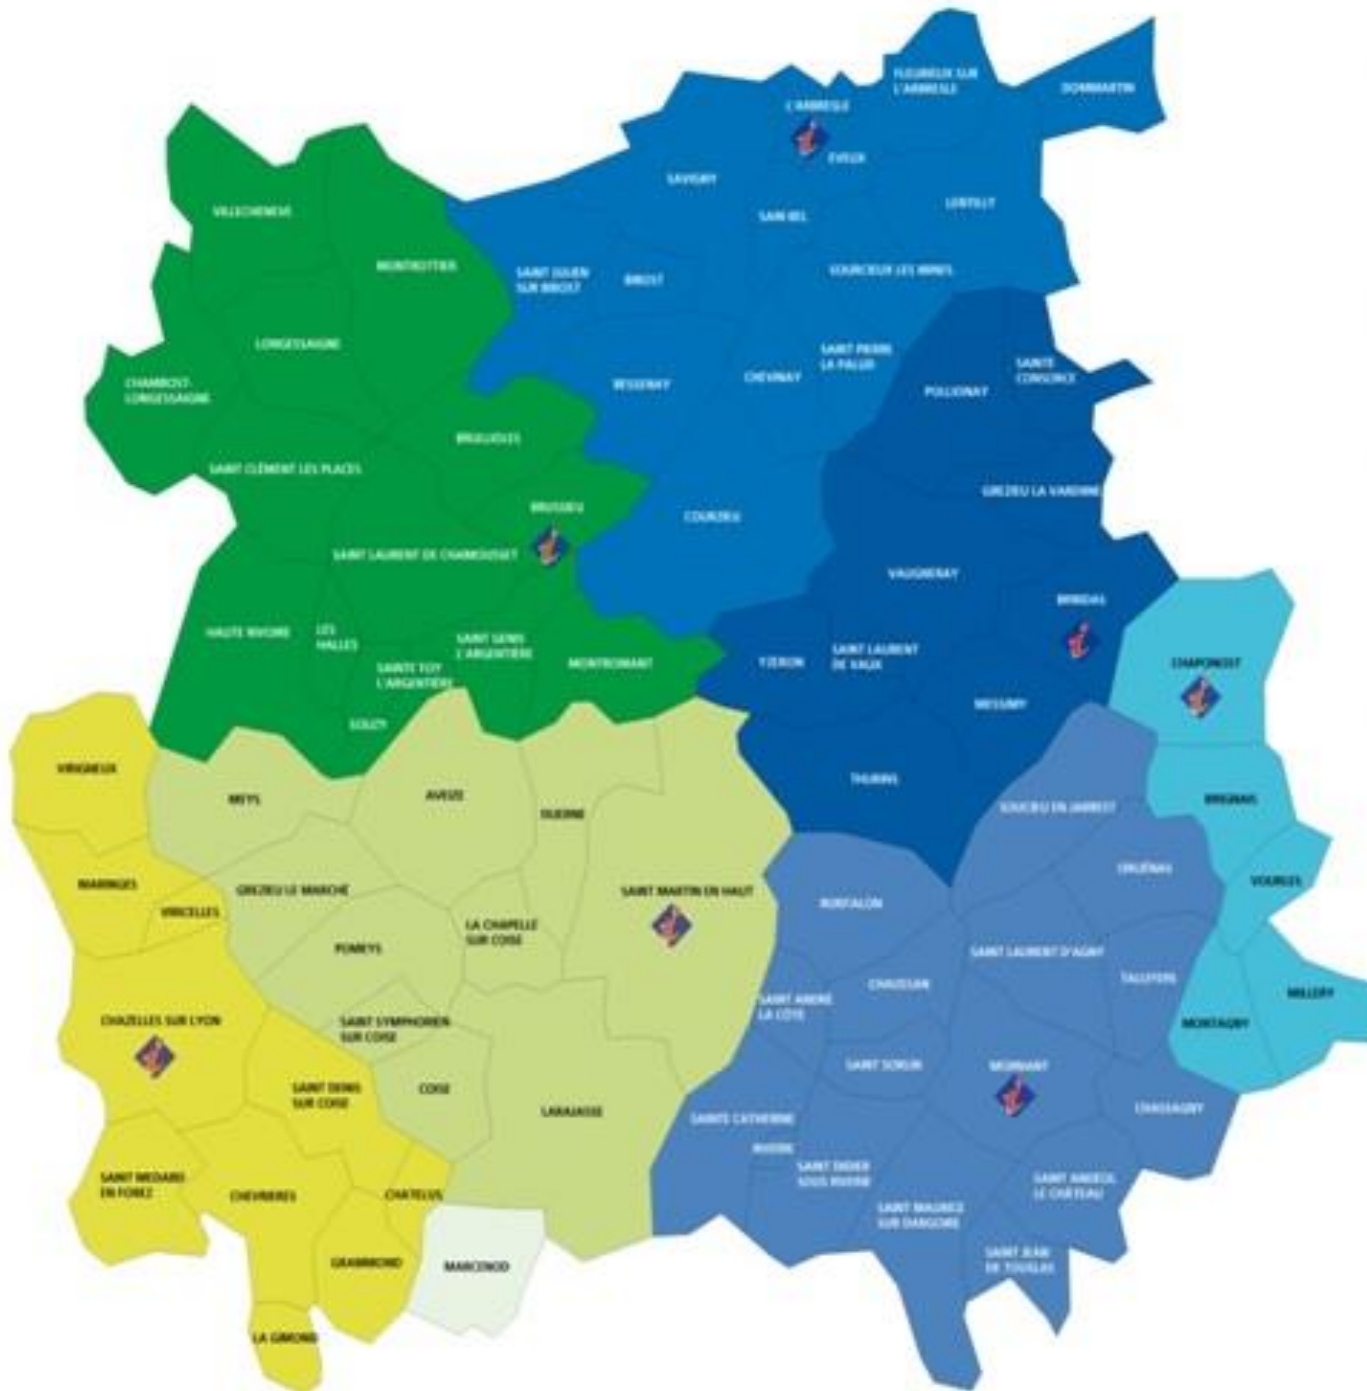 FLEURIEUX SUR
L'ARBRESLE
DOMMARTIN
L'ARBRESLE
EVEUX
SAVIGNY
LENTILLY
SAIN BEL
SAINT JULIEN
SUR BIBOST
BIBOST
SOURCIEUX LES MINES
BESSENAY
CHEVINAY
SAINT PIERRE
LA PALUD
COURZIEU
VILLECHENEVE
MONTROTTIER
LONGESSAIGNE
CHAMBOST-
LONGESSAIGNE
BRULLIOLES
SAINT CLÉMENT LES PLACES
BRUSSIEU
SAINT LAURENT DE CHAMOUSSET
HAUTE RIVOIRE
LES
HALLES
SAINT GENIS
L'ARGENTIÈRE
SAINTE FOY
L'ARGENTIÈRE
MONTROMANT
SOUZY
POLLIONAY
SAINTE
CONSORCE
GREZIEU LA VARENNE
VAUGNERAY
BRINDAS
YZERON
SAINT LAURENT
DE VAUX
MESSIMY
THURINS
CHAPONOST
BRIGNAIS
VOURLES
MILLERY
MONTAGNY
VIRIGNEUX
MARINGES
VIRICELLES
CHAZELLES SUR LYON
SAINT DENIS
SUR COISE
SAINT MEDARD
EN FOREZ
CHEVRIERES
CHATELUS
GRAMMOND
LA GIMOND
MARCENOD
MEYS
AVEIZE
DUERNE
GREZIEU LE MARCHÉ
SAINT MARTIN EN HAUT
POMEYS
LA CHAPELLE
SUR COISE
SAINT SYMPHORIEN
SUR COISE
COISE
LARAJASSE
SOUCIEU EN JARREST
ORLIÉNAS
RONTALON
SAINT LAURENT D'AGNY
TALUYERS
CHAUSSAN
SAINT ANDRÉ
LA CÔTE
SAINT SORLIN
MORNANT
CHASSAGNY
SAINTE CATHERINE
RIVERIE
SAINT DIDIER
SOUS RIVERIE
SAINT ANDEOL
LE CHÂTEAU
SAINT MAURICE
SUR DARGOIRE
SAINT JEAN
DE TOUSLAS